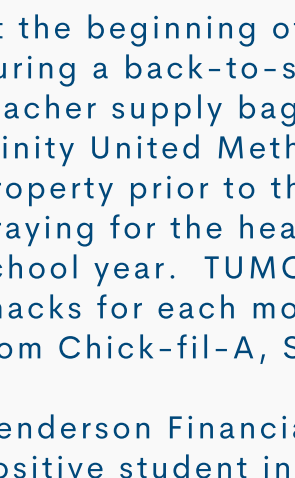 t the beginning o
uring a back-to-s
acher supply bag
inity United Meth
roperty prior to th
raying for the hea
chool year. TUMC
nacks for each mo
om Chick-fil-A, S
enderson Financia
ositive student in